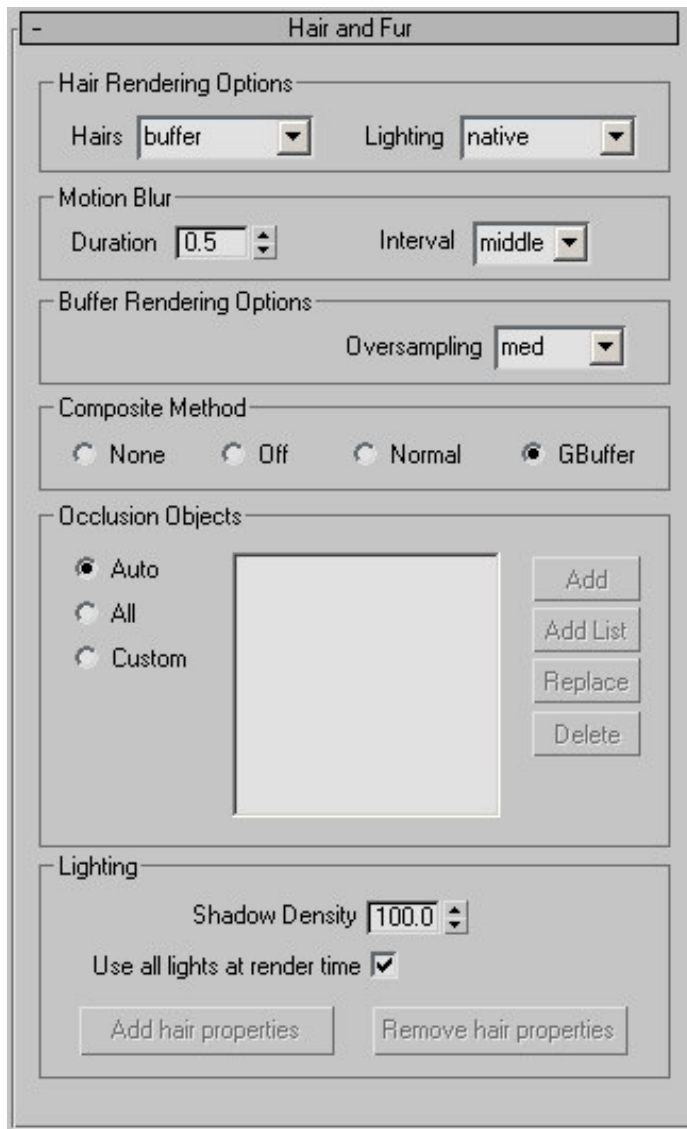 - Hair and Fur
Hair Rendering Options
Hairs buffer Lighting native
Motion Blur
Duration 0.5 Interval middle
Buffer Rendering Options
Oversampling med
Composite Method
None Off Normal GBuffer
Occlusion Objects
Auto
All
Custom
Add
Add List
Replace
Delete
Lighting
Shadow Density 100.0
Use all lights at render time
Add hair properties Remove hair properties